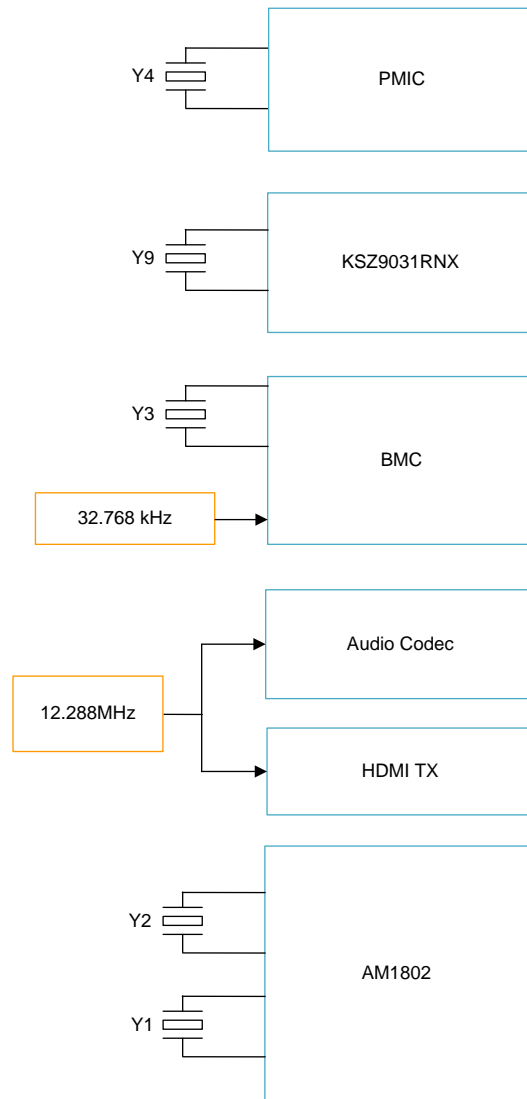 Y4
PMIC
Y9
KSZ9031RNX
Y3
BMC
32.768 kHz
Audio Codec
12.288MHz
HDMI TX
Y2
AM1802
Y1